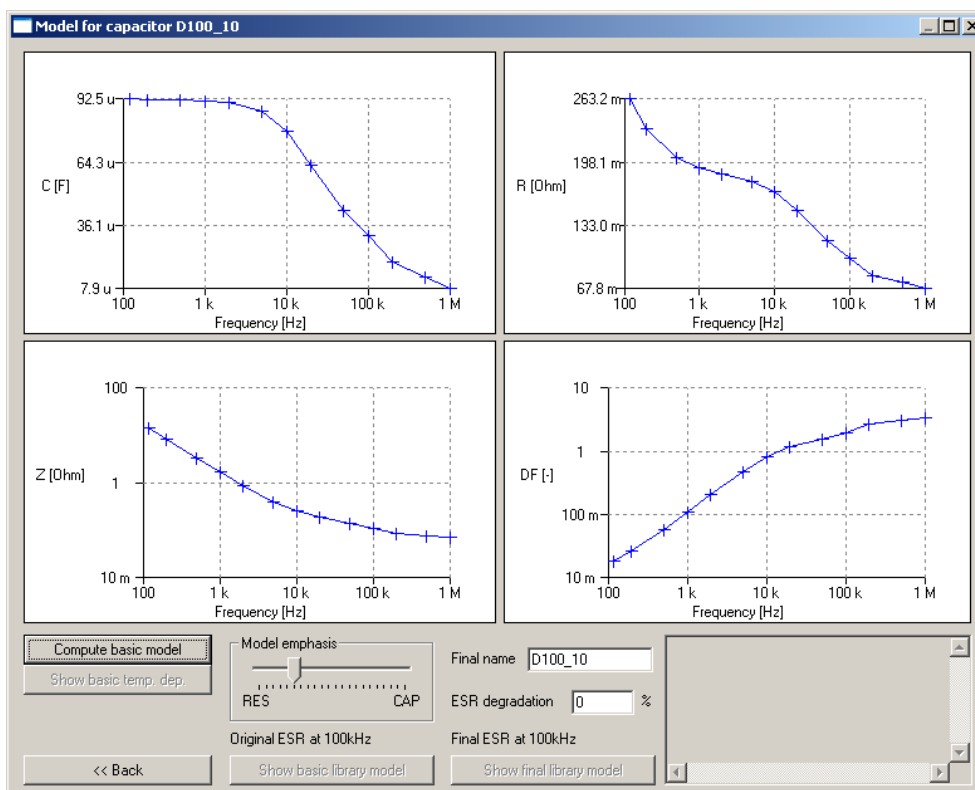 Model for capacitor D100_10
92.5 u
64.3 u
C [F]
36.1 u
7.9 u
100 1 k 10 k 100 k 1 M
Frequency [Hz]
263.2 m
198.1 m
R [Ohm]
133.0 m
67.8 m
100 1 k 10 k 100 k 1 M
Frequency [Hz]
100
Z [Ohm]
1
10 m
100 1 k 10 k 100 k 1 M
Frequency [Hz]
10
1
DF [-]
100 m
10 m
100 1 k 10 k 100 k 1 M
Frequency [Hz]
Compute basic model
Show basic temp. dep.
<< Back
Model emphasis
RES CAP
Original ESR at 100kHz
Show basic library model
Final name D100_10
ESR degradation 0 %
Final ESR at 100kHz
Show final library model